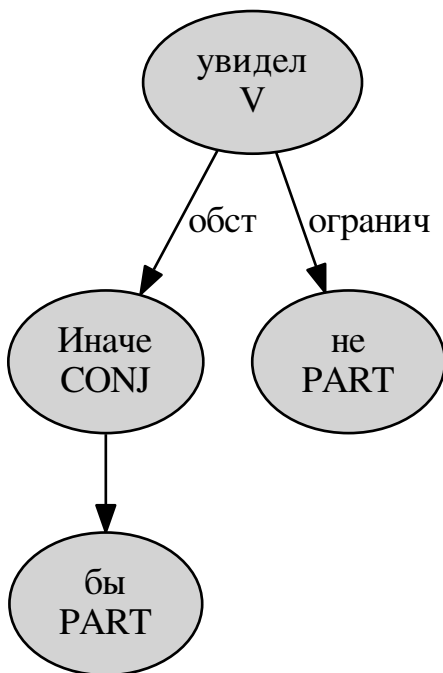 увидел
V
обст
огранич
Иначе
CONJ
не
PART
бы
PART